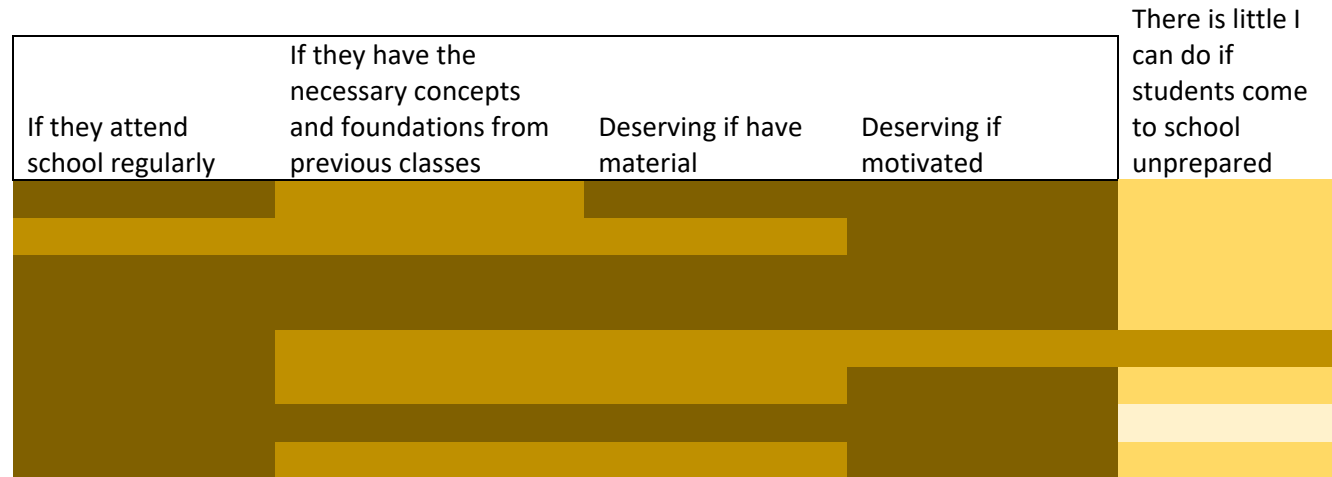 If they attend
school regularly
If they have the
necessary concepts
and foundations from
previous classes
Deserving if have
material
Deserving if
motivated
There is little I
can do if
students come
to school
unprepared